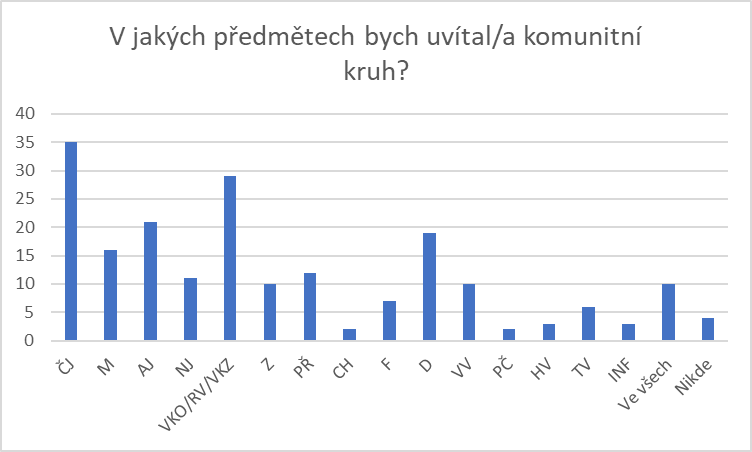 V jakých předmětech bych uvítal/a komunitní
kruh?
40
35
30
25
20
15
10
5
0
ČJ
M
AJ
NJ
VKO/RV/VKZ
Z
PŘ
CH
F
D
VV
PČ
HV
TV
INF
Ve všech
Nikde